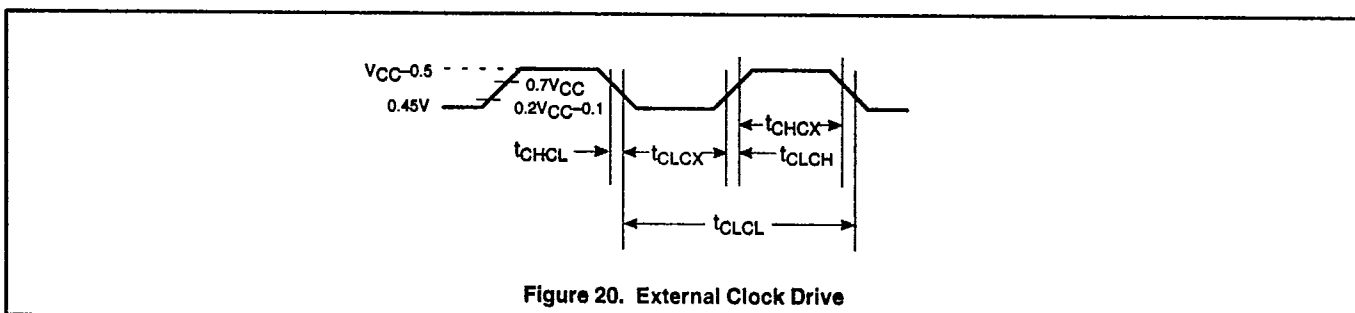 VCC–0.5
0.7VCC
0.45V
0.2VCC–0.1
tCHCX
tCHCL
tCLCX
tCLCH
tCLCL
Figure 20. External Clock Drive